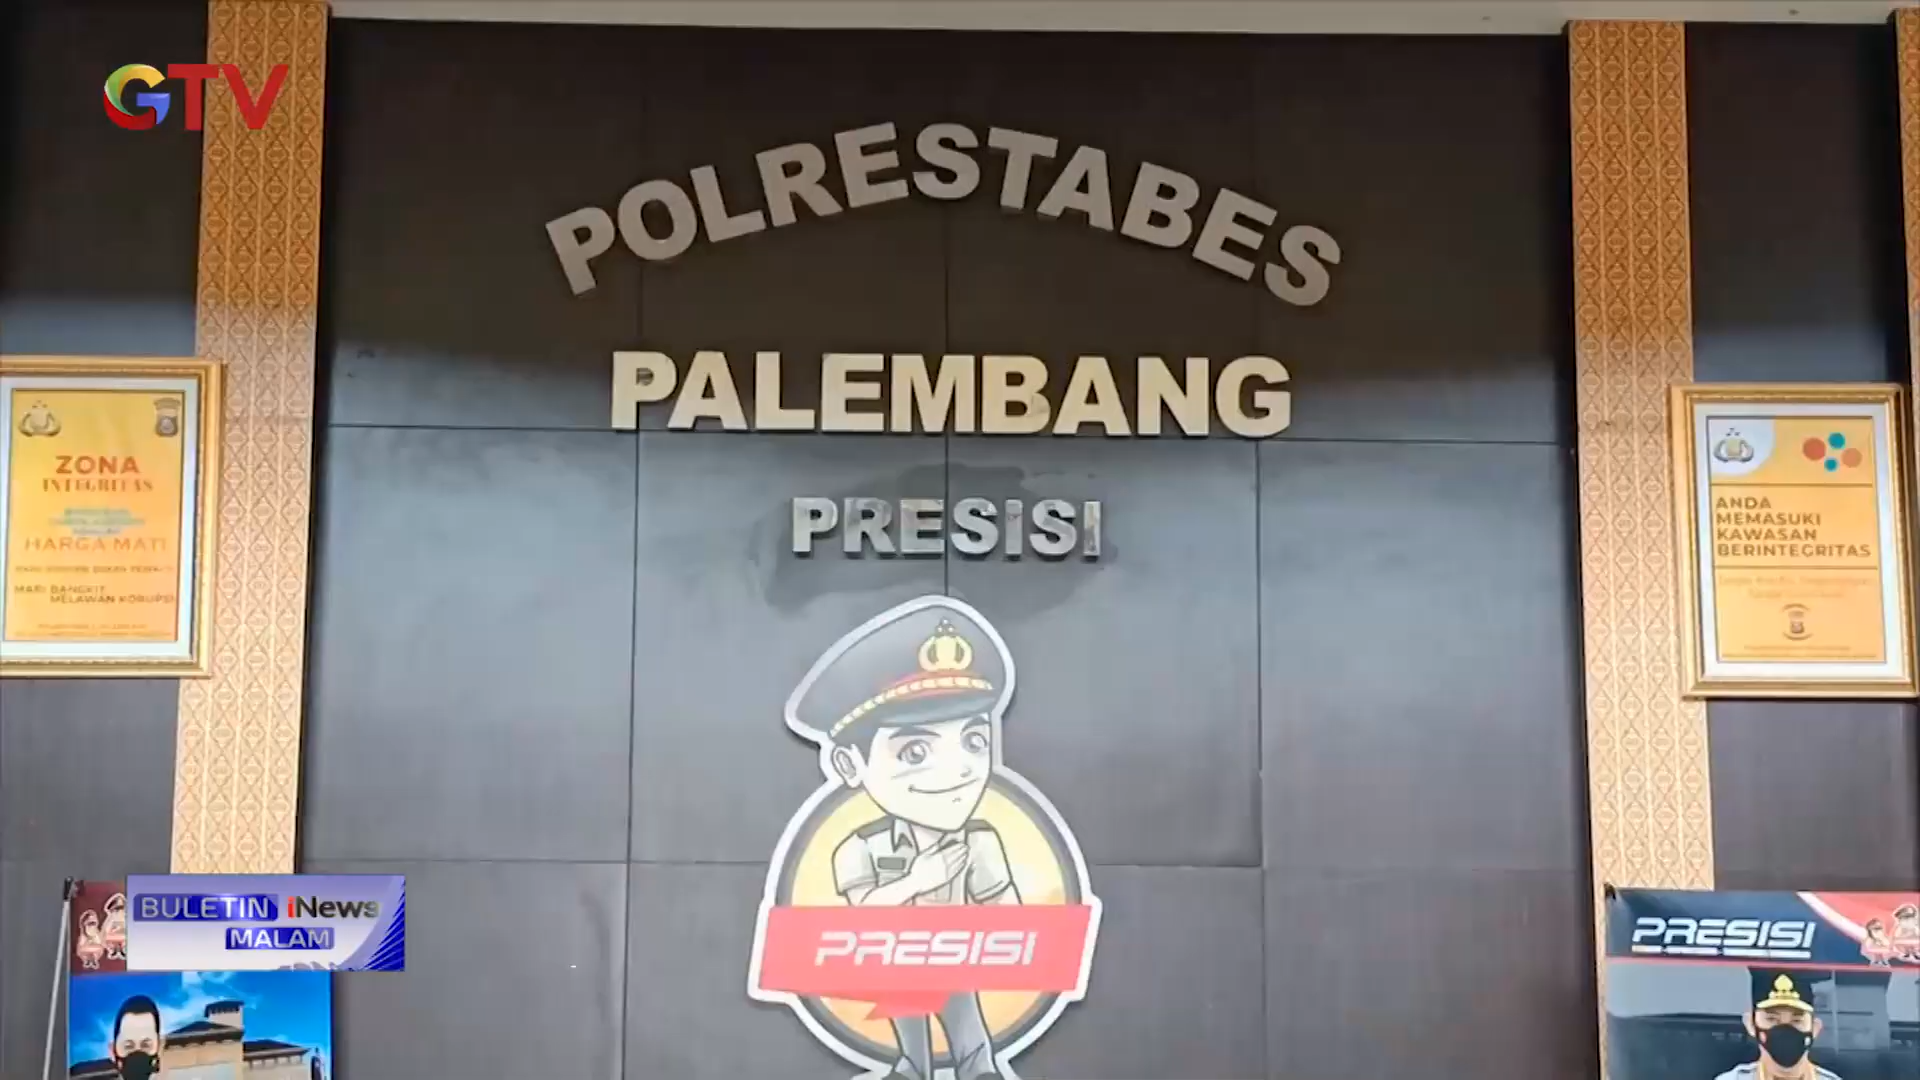 GTV
POLRESTABES
PALEMBANG
PRESISI
ZONA
INTEGRITAS
HARGA MATI
MARI BANGKIT
MELAWAN KORUPSI
ANDA
MEMASUKI
KAWASAN
BERINTEGRITAS
PRESISI
PRESISI
BULETIN iNews
MALAM